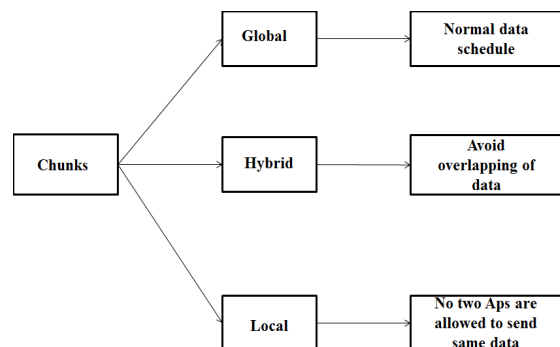 Global
Normal data
schedule
Chunks
Hybrid
Avoid
overlapping of
data
Local
No two Aps are
allowed to send
same data